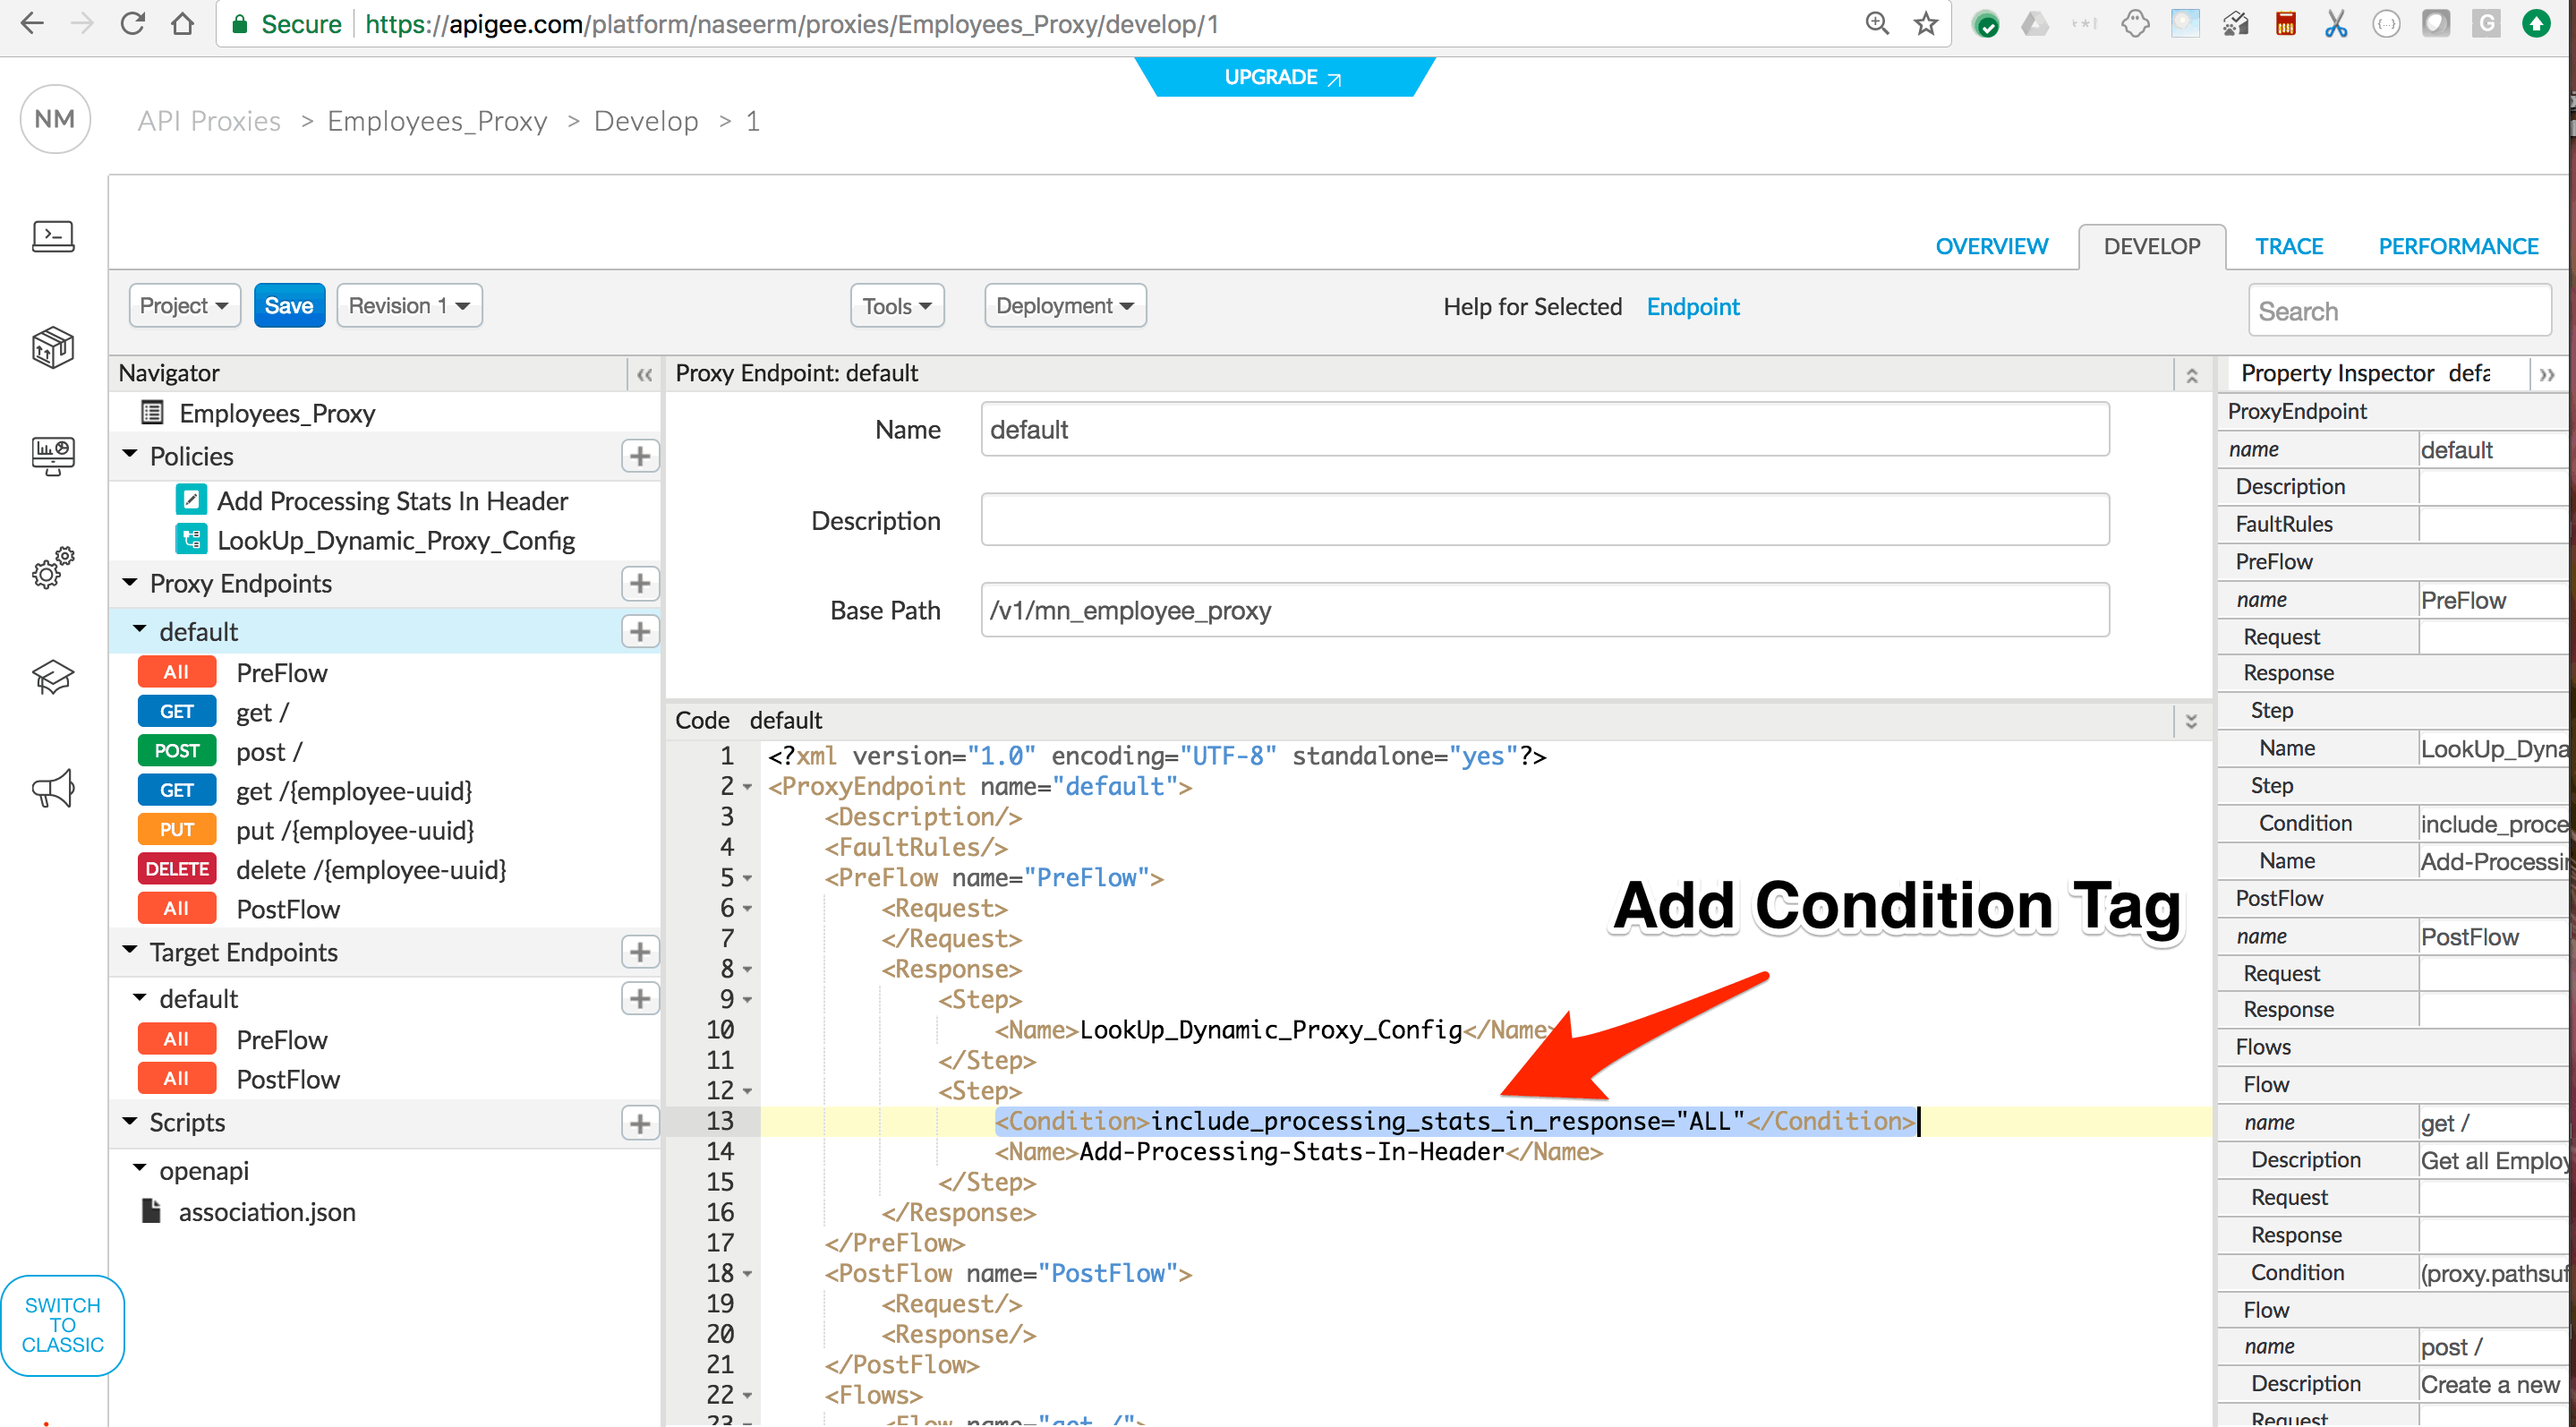 Secure https://apigee.com/platform/naseerm/proxies/Employees_Proxy/develop/1
UPGRADE
NM
API Proxies > Employees_Proxy > Develop > 1
OVERVIEW DEVELOP TRACE PERFORMANCE
Project Save Revision 1 Tools Deployment Help for Selected Endpoint Search
Navigator
Employees_Proxy
Policies
Add Processing Stats In Header
LookUp_Dynamic_Proxy_Config
Proxy Endpoints
default
All PreFlow
GET get /
POST post /
GET get /{employee-uuid}
PUT put /{employee-uuid}
DELETE delete /{employee-uuid}
All PostFlow
Target Endpoints
default
All PreFlow
All PostFlow
Scripts
openapi
association.json
SWITCH
TO
CLASSIC
Proxy Endpoint: default
Name default
Description
Base Path /v1/mn_employee_proxy
Code default
1 <?xml version="1.0" encoding="UTF-8" standalone="yes"?>
2 <ProxyEndpoint name="default">
3 <Description/>
4 <FaultRules/>
5 <PreFlow name="PreFlow">
6 <Request>
7 </Request>
8 <Response>
9 <Step>
10 <Name>LookUp_Dynamic_Proxy_Config</Name>
11 </Step>
12 <Step>
13 <Condition>include_processing_stats_in_response="ALL"</Condition>
14 <Name>Add-Processing-Stats-In-Header</Name>
15 </Step>
16 </Response>
17 </PreFlow>
18 <PostFlow name="PostFlow">
19 <Request/>
20 <Response/>
21 </PostFlow>
22 <Flows>
23 <Flow name="get /">
Add Condition Tag
Property Inspector defa
ProxyEndpoint
name default
Description
FaultRules
PreFlow
name PreFlow
Request
Response
Step
Name LookUp_Dyna
Step
Condition include_proce
Name Add-Processin
PostFlow
name PostFlow
Request
Response
Flows
Flow
name get /
Description Get all Employ
Request
Response
Condition (proxy.pathsuf
Flow
name post /
Description Create a new
Request